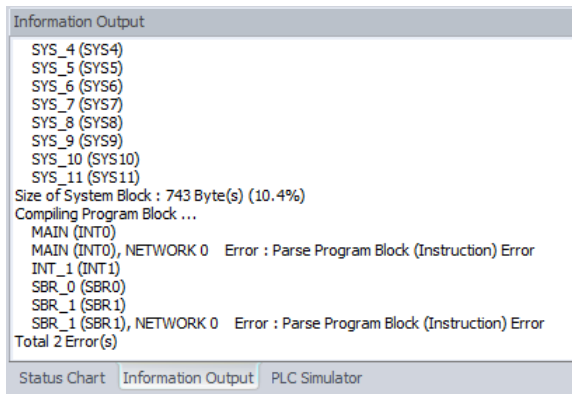 Information Output
SYS_4 (SYS4)
SYS_5 (SYS5)
SYS_6 (SYS6)
SYS_7 (SYS7)
SYS_8 (SYS8)
SYS_9 (SYS9)
SYS_10 (SYS10)
SYS_11 (SYS11)
Size of System Block : 743 Byte(s) (10.4%)
Compiling Program Block ...
MAIN (INT0)
MAIN (INT0), NETWORK 0 Error : Parse Program Block (Instruction) Error
INT_1 (INT1)
SBR_0 (SBR0)
SBR_1 (SBR1)
SBR_1 (SBR1), NETWORK 0 Error : Parse Program Block (Instruction) Error
Total 2 Error(s)
Status Chart Information Output PLC Simulator